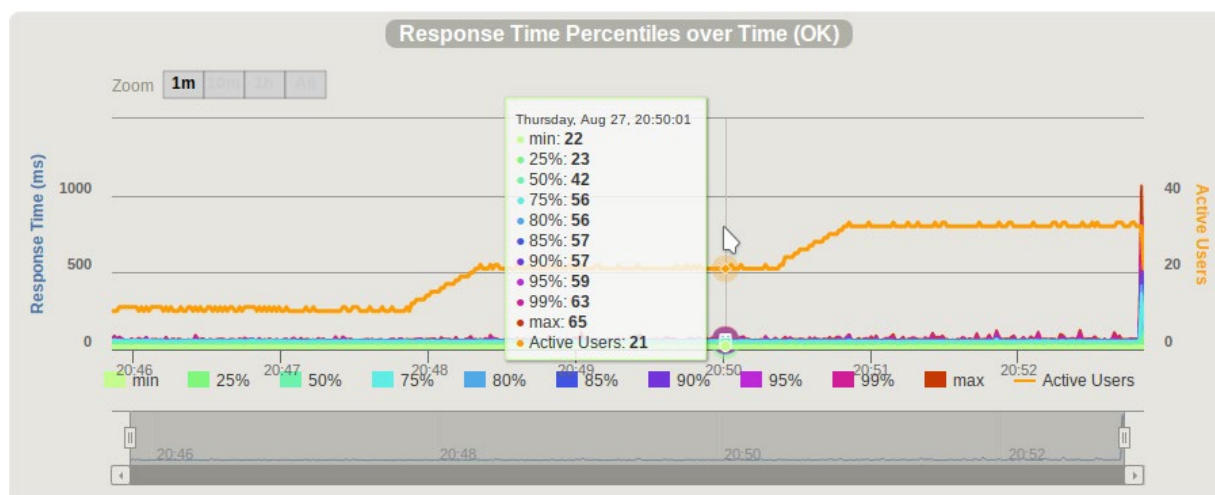 Response Time Percentiles over Time (OK)
Zoom 1m 10m 1h All
Thursday, Aug 27, 20:50:01
min: 22
25%: 23
50%: 42
75%: 56
80%: 56
85%: 57
90%: 57
95%: 59
99%: 63
max: 65
Active Users: 21
Response Time (ms)
1000
500
0
40
20
0
Active Users
20:46 20:47 20:48 20:49 20:50 20:51 20:52
min 25% 50% 75% 80% 85% 90% 95% 99% max Active Users
20:46 20:48 20:50 20:52